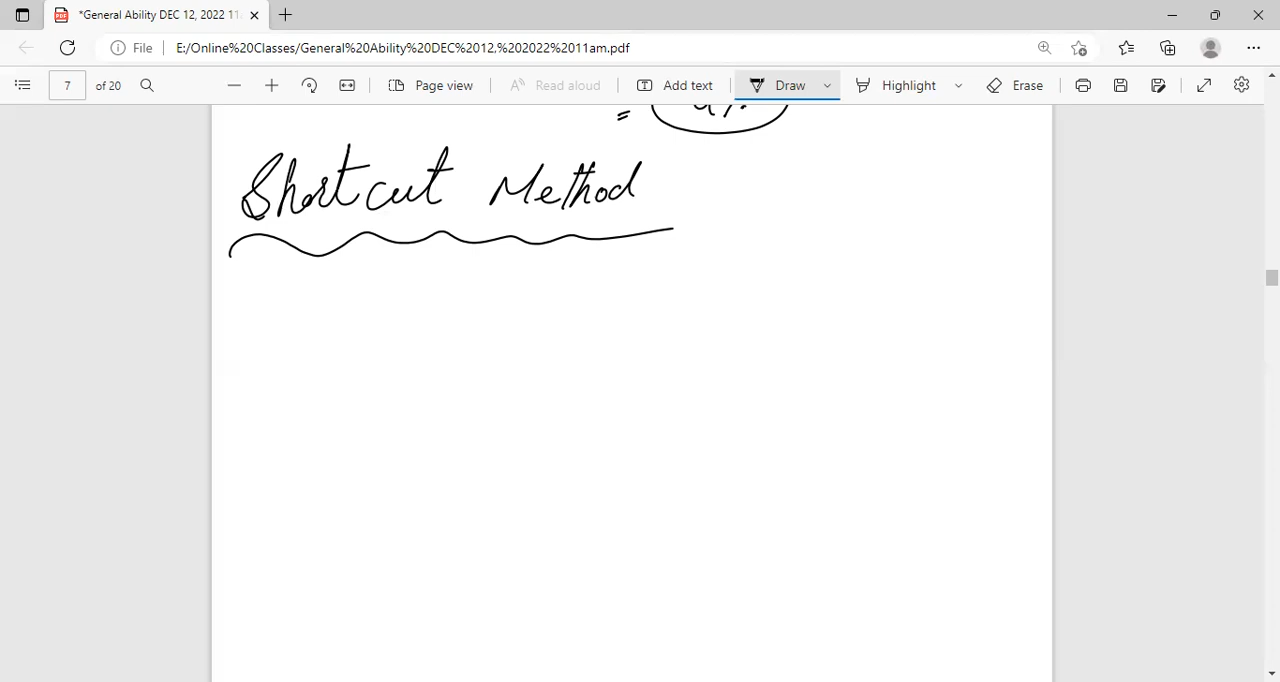 *General Ability DEC 12, 2022 11
File E:/Online%20Classes/General%20Ability%20DEC%2012.%202022%2011am.pdf
7 of 20 Page view Read aloud Add text Draw Highlight Erase
=
Shortcut Method